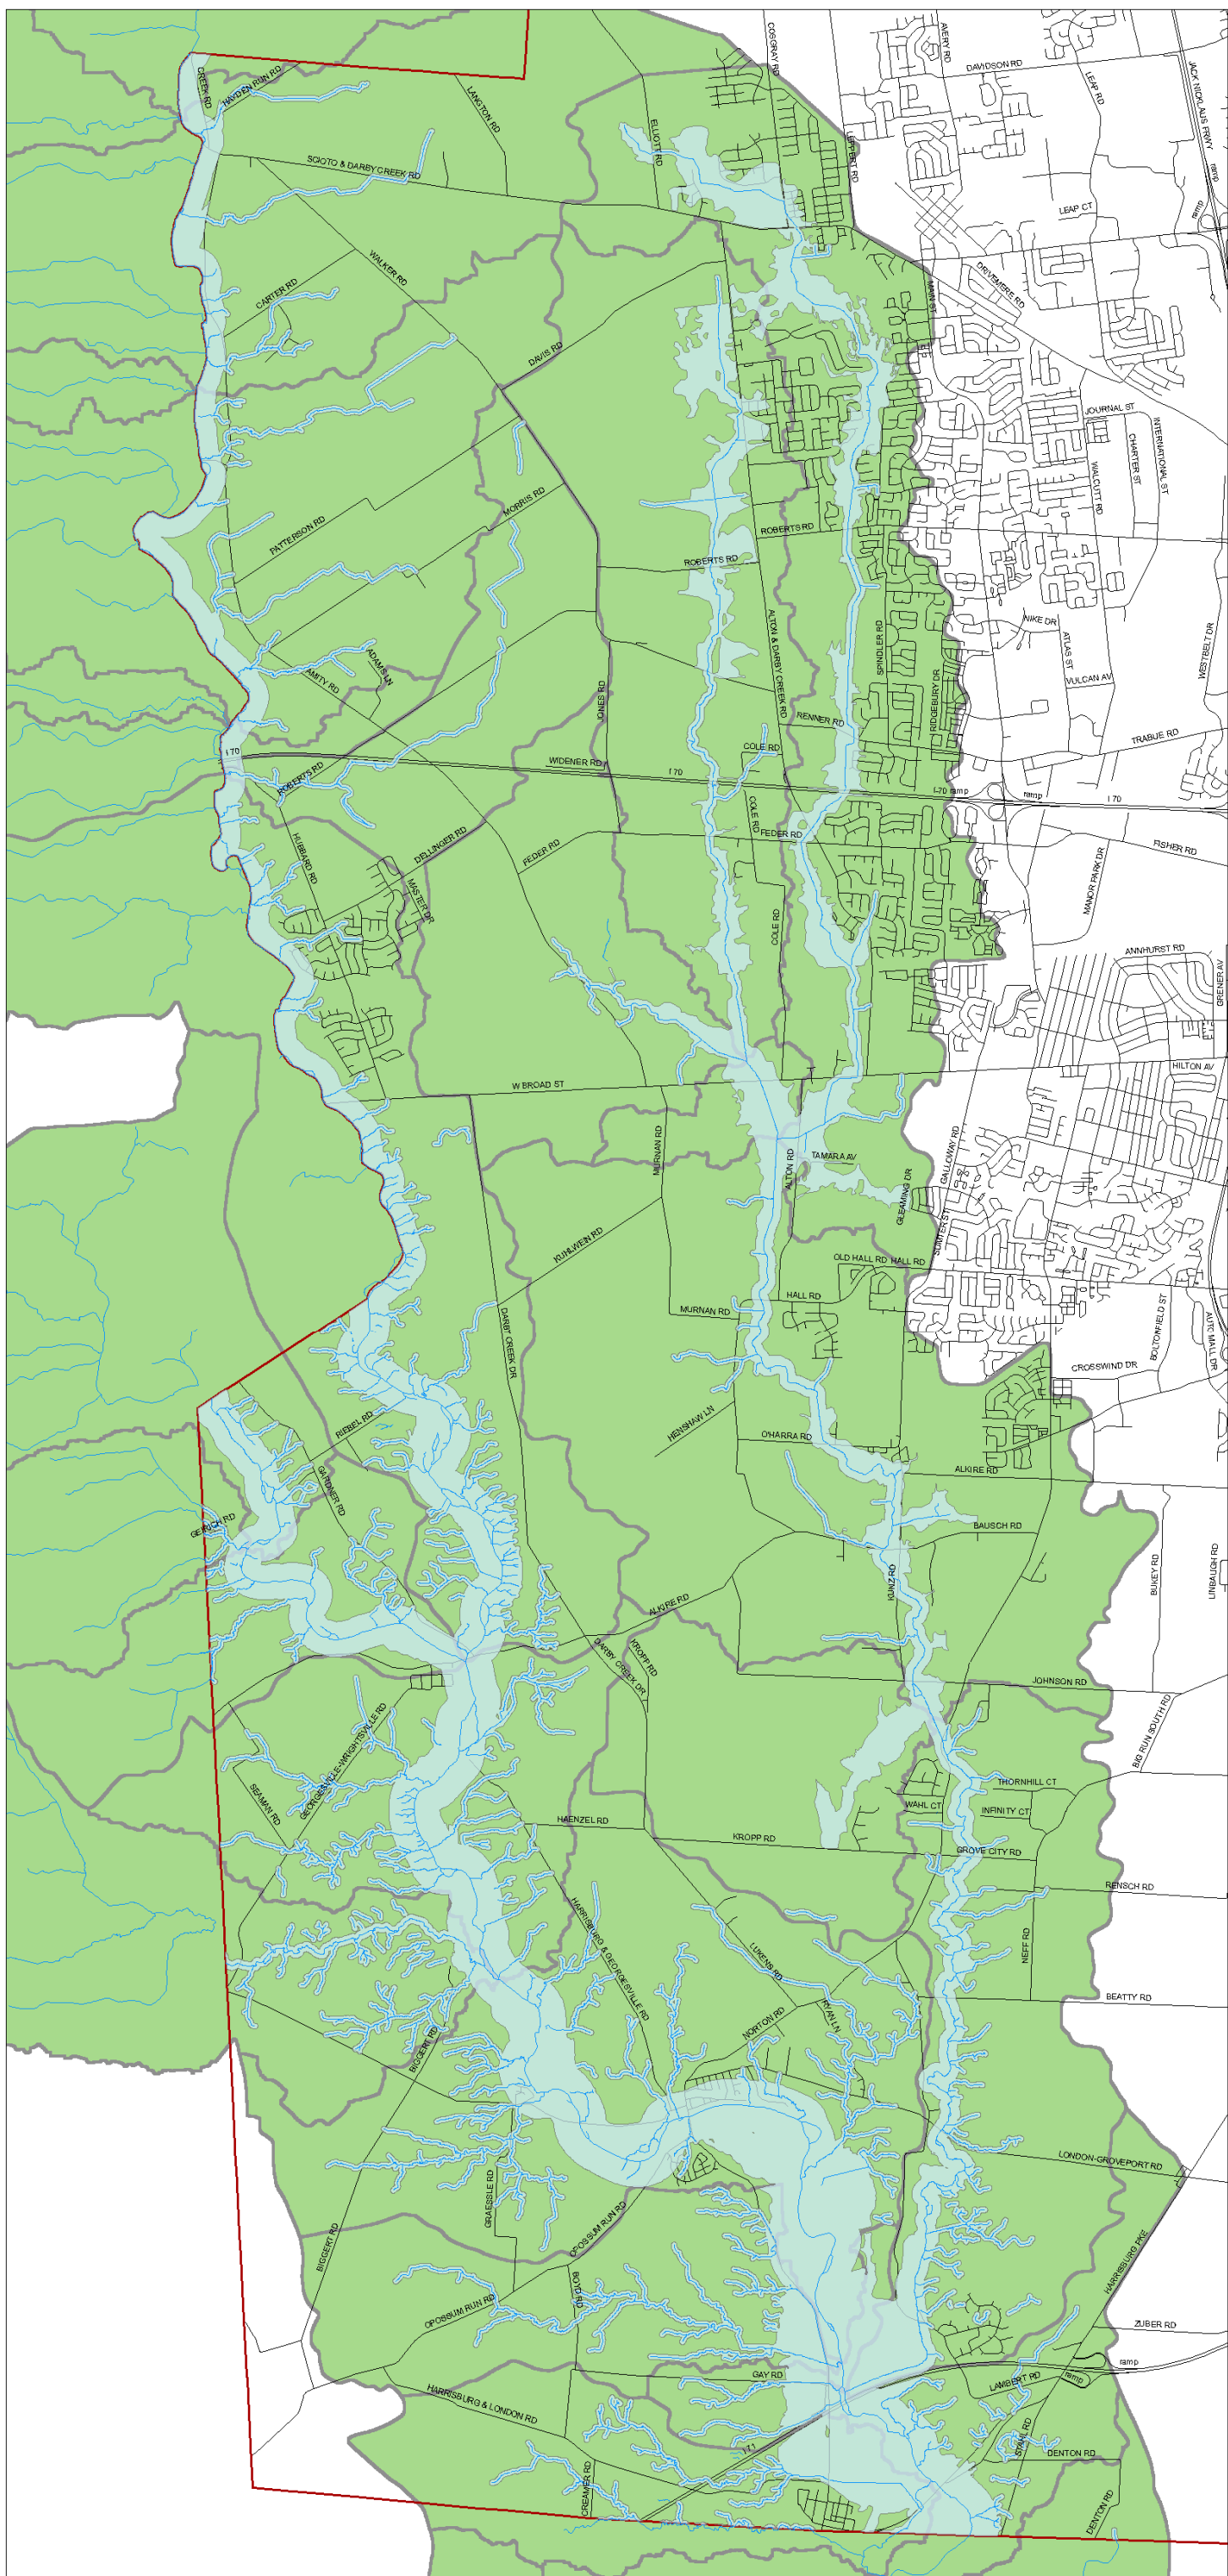 COSGRAY RD
AVERY RD
DAVIDSON RD
LEAP RD
JACK NICKLAUS FRWY
ramp
CREEK RD
HAYDEN RUN RD
LANGTON RD
ELLIOTT RD
LEPPERT RD
SCIOTO & DARBY CREEK RD
ramp
LEAP CT
WALKER RD
CARTER RD
DRIVEMERE RD
MAIN ST
DAVIS RD
JOURNAL ST
INTERNATIONAL ST
CHARTER ST
WALCUTT RD
MORRIS RD
PATTERSON RD
ROBERTS RD
ROBERTS RD
ALTON & DARBY CREEK RD
SPINDLER RD
NIKE DR
ATLAS ST
WESTBELT DR
ADAMS LN
AMITY RD
VULCAN AV
RIDGEBURY DR
JONES RD
RENNER RD
TRABUE RD
COLE RD
I 70
WIDENER RD
I 70
I-70 ramp
ramp
I 70
ROBERTS RD
COLE RD
FEDER RD
HUBBARD RD
DELLINGER RD
FEDER RD
FISHER RD
MANOR PARK DR
MASTER DR
COLE RD
ANNHURST RD
GRENER AV
HILTON AV
W BROAD ST
MURNAN RD
GALLOWAY RD
ALTON RD
TAMARA AV
GLEAMING DR
SUMTER ST
KUHLWEIN RD
OLD HALL RD
HALL RD
HALL RD
MURNAN RD
DARBY CREEK DR
BOLTONFIELD ST
AUTO MALL DR
CROSSWIND DR
HENSHAW LN
RIEBEL RD
O'HARRA RD
ALKIRE RD
GARDNER RD
GERICH RD
BAUSCH RD
BUKEY RD
LINBAUGH RD
KUNZ RD
ALKIRE RD
KROPP RD
DARBY CREEK DR
JOHNSON RD
BIG RUN SOUTH RD
GEORGESVILLE-WRIGHTSVILLE RD
SEAMAN RD
THORNHILL CT
WAHL CT
INFINITY CT
HAENZEL RD
KROPP RD
GROVE CITY RD
RENSCH RD
HARRISBURG & GEORGESVILLE RD
LUKENS RD
NEFF RD
BEATTY RD
NORTON RD
RYAN LN
BIGGERT RD
LONDON-GROVEPORT RD
GRAESSLE RD
OPOSSUM RUN RD
BIGGERT RD
HARRISBURG PKE
BOYD RD
OPOSSUM RUN RD
ZUBER RD
ramp
GAY RD
LAMBERT RD
ramp
HARRISBURG & LONDON RD
STAHL RD
I-71
DENTON RD
CREAMER RD
DENTON RD